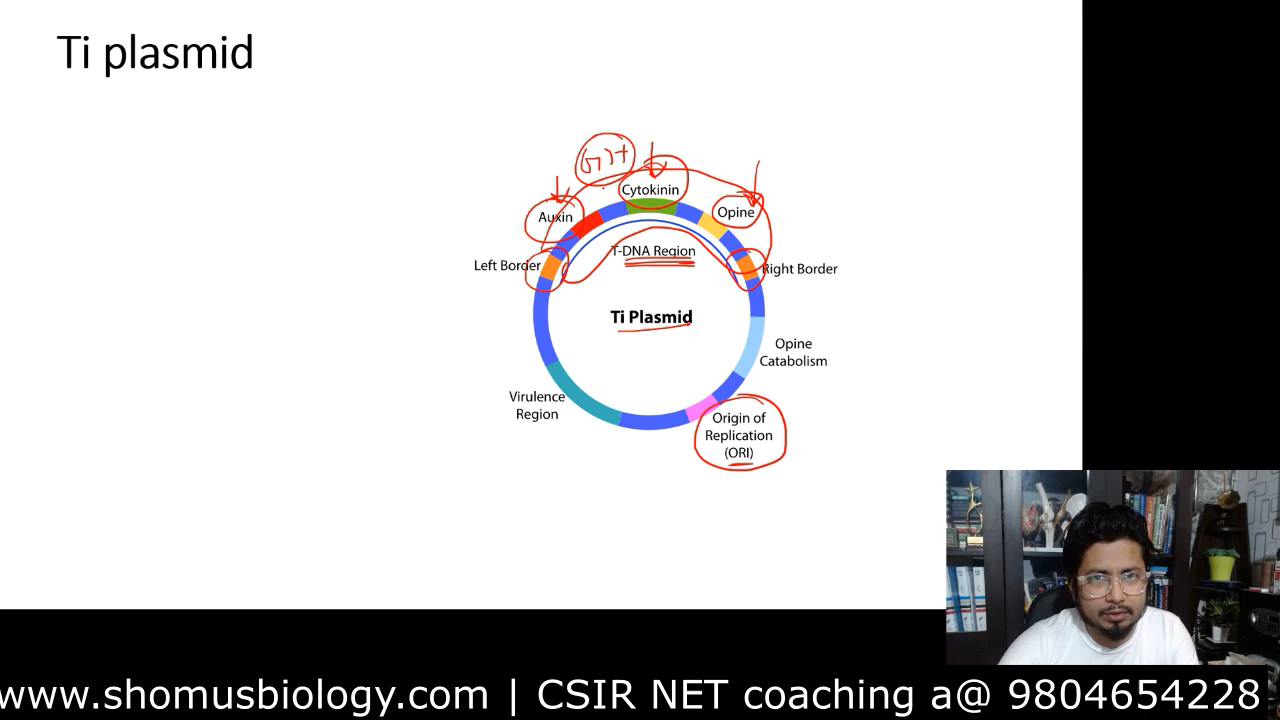 Ti plasmid
Cytokinin
Auxin
Opine
T-DNA Region
Left Border
Right Border
Ti Plasmid
Opine
Catabolism
Virulence
Region
Origin of
Replication
(ORI)
www.shomusbiology.com | CSIR NET coaching a@ 9804654228